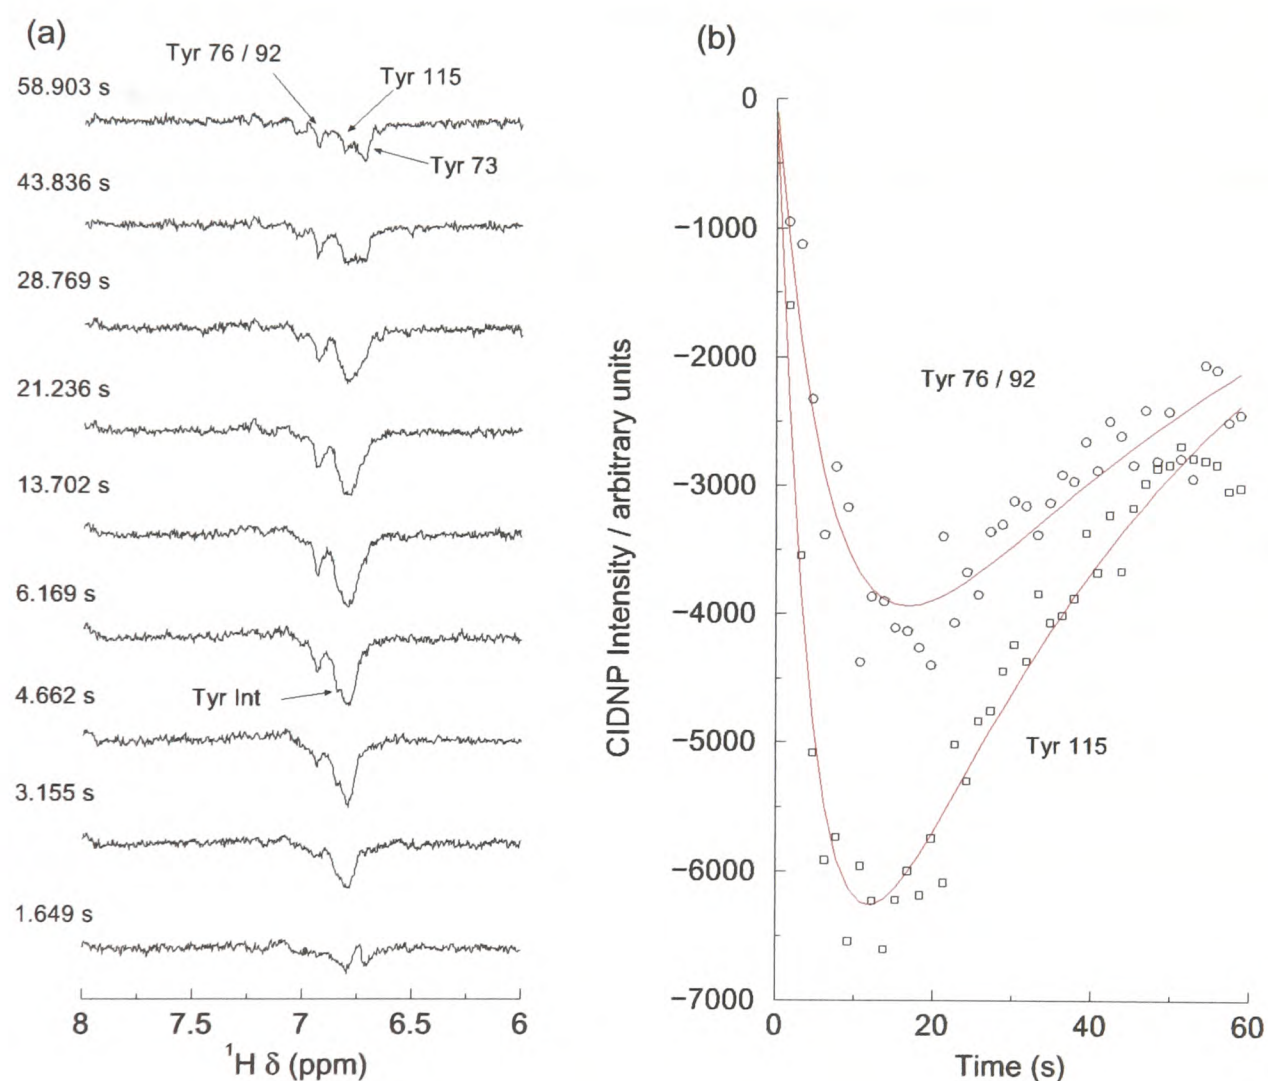 (a)
Tyr 76 / 92
Tyr 115
58.903 s
Tyr 73
43.836 s
28.769 s
21.236 s
13.702 s
6.169 s
Tyr Int
4.662 s
3.155 s
1.649 s
8 7.5 7 6.5 6
¹H δ (ppm)
(b)
0
−1000
−2000
−3000
−4000
−5000
−6000
−7000
CIDNP Intensity / arbitrary units
Tyr 76 / 92
Tyr 115
0 20 40 60
Time (s)